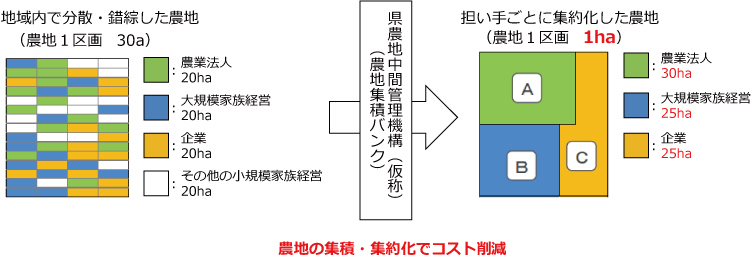 地域内で分散・錯綜した農地
（農地１区画　30a）
：農業法人
20ha
：大規模家族経営
20ha
：企業
20ha
：その他の小規模家族経営
20ha
県農地中間管理機構（仮称）
（農地集積バンク）
担い手ごとに集約化した農地
（農地１区画　1ha）
A
B
C
：農業法人
30ha
：大規模家族経営
25ha
：企業
25ha
農地の集積・集約化でコスト削減